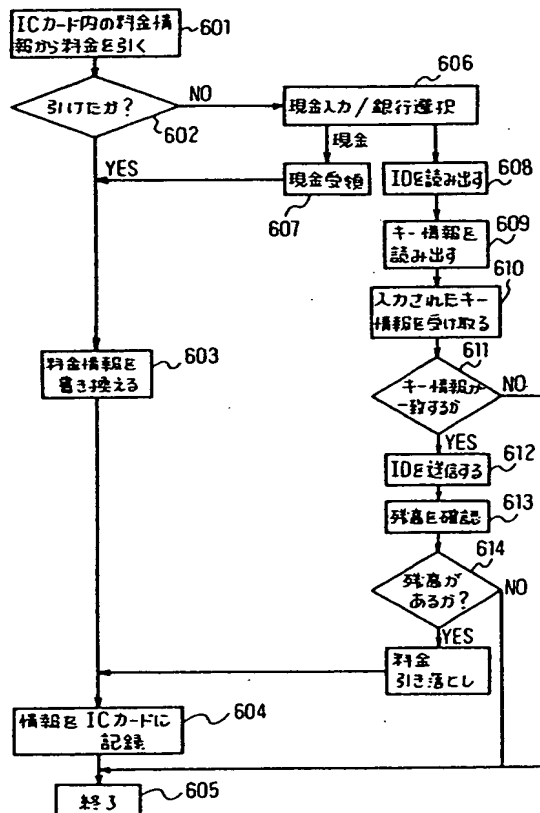 ICカード内の料金情
報から料金を引く
601
引けたか?
602
NO
606
現金入力/銀行選択
現金
YES
現金受領
607
IDを読み出す
608
キー情報を
読み出す
609
610
入力されたキー
情報を受け取る
611
キー情報が
一致するか
NO
YES
料金情報を
書き換える
603
IDを送信する
612
残高を確認
613
614
残高が
あるか?
NO
YES
料金
引き落とし
情報をICカードに
記録
604
終了
605